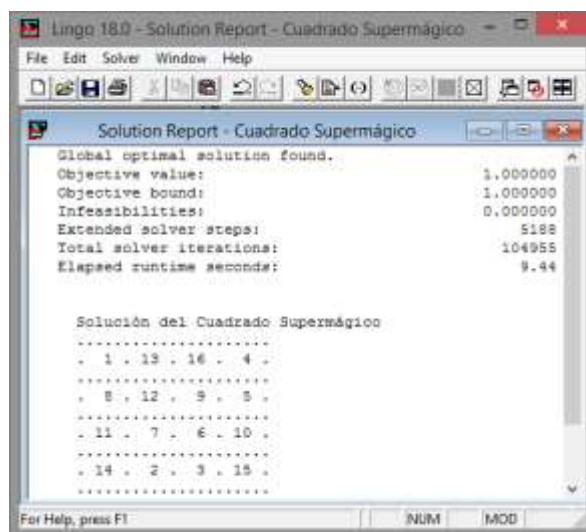 Lingo 18.0 - Solution Report - Cuadrado Supermágico
File Edit Solver Window Help
Solution Report - Cuadrado Supermágico
Global optimal solution found.
Objective value: 1.000000
Objective bound: 1.000000
Infeasibilities: 0.000000
Extended solver steps: 5188
Total solver iterations: 104955
Elapsed runtime seconds: 9.44
Solución del Cuadrado Supermágico
.....................
. 1 . 13 . 16 . 4 .
.....................
. 8 . 12 . 9 . 5 .
.....................
. 11 . 7 . 6 . 10 .
.....................
. 14 . 2 . 3 . 15 .
.....................
For Help, press F1 NUM MOD